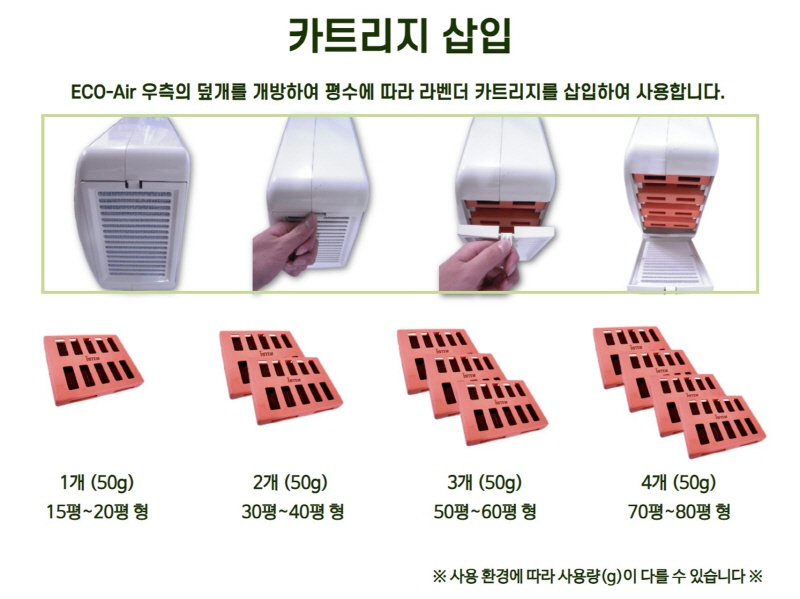 카트리지 삽입
ECO-Air 우측의 덮개를 개방하여 평수에 따라 라벤더 카트리지를 삽입하여 사용합니다.
1개 (50g)
2개 (50g)
3개 (50g)
4개 (50g)
15평~20평 형
30평~40평 형
50평~60평 형
70평~80평 형
※ 사용 환경에 따라 사용량(g)이 다를 수 있습니다 ※